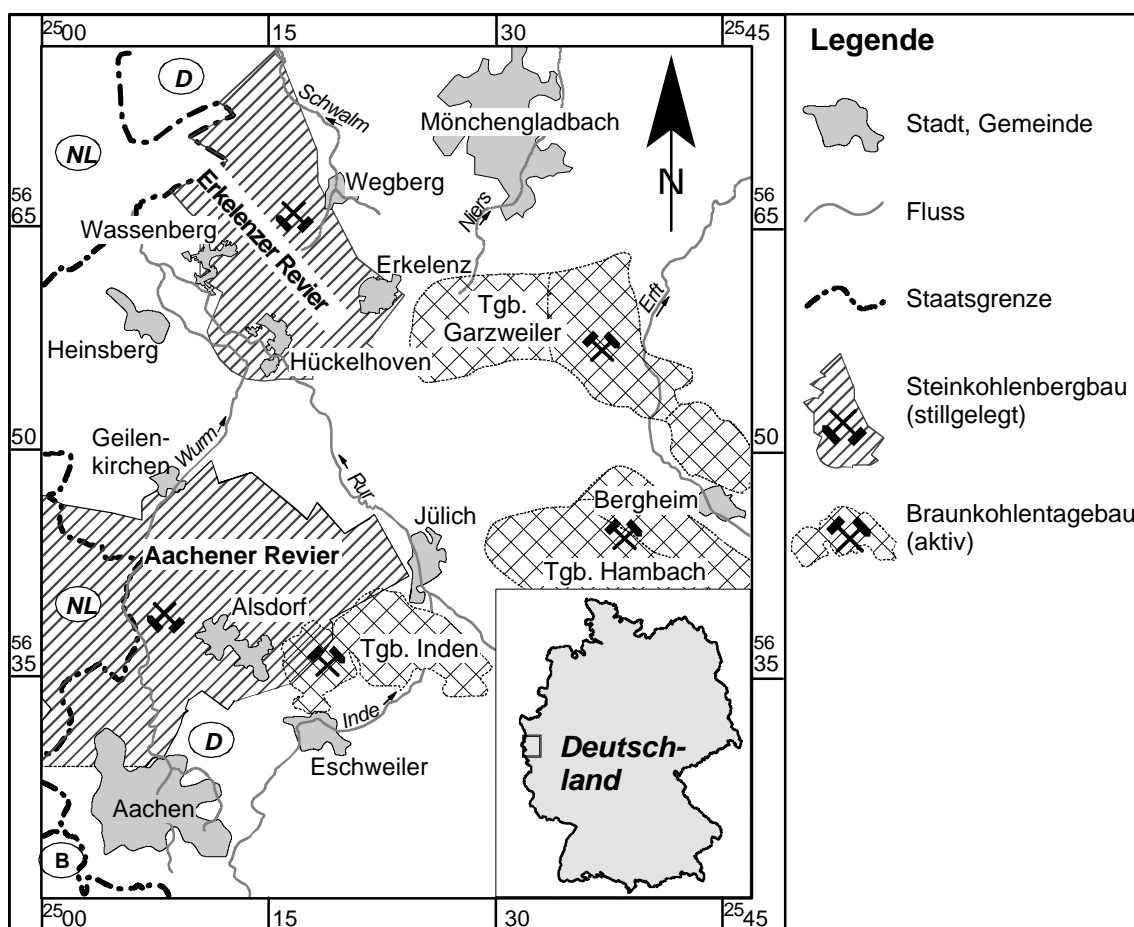 25 00
15
30
25 45
Legende
D
NL
Schwalm
Mönchengladbach
N
Stadt, Gemeinde
Wegberg
56
65
Erkelenzer Revier
Niers
56
65
Fluss
Wassenberg
Erkelenz
Tgb.
Garzweiler
Erft
Staatsgrenze
Heinsberg
Hückelhoven
Steinkohlenbergbau
(stillgelegt)
50
Geilen-
kirchen
Wurm
Rur
50
Bergheim
Jülich
Braunkohlentagebau
(aktiv)
Aachener Revier
Tgb. Hambach
NL
Alsdorf
56
35
Tgb. Inden
56
35
D
Inde
Eschweiler
Deutsch-
land
Aachen
B
25 00
15
30
25 45